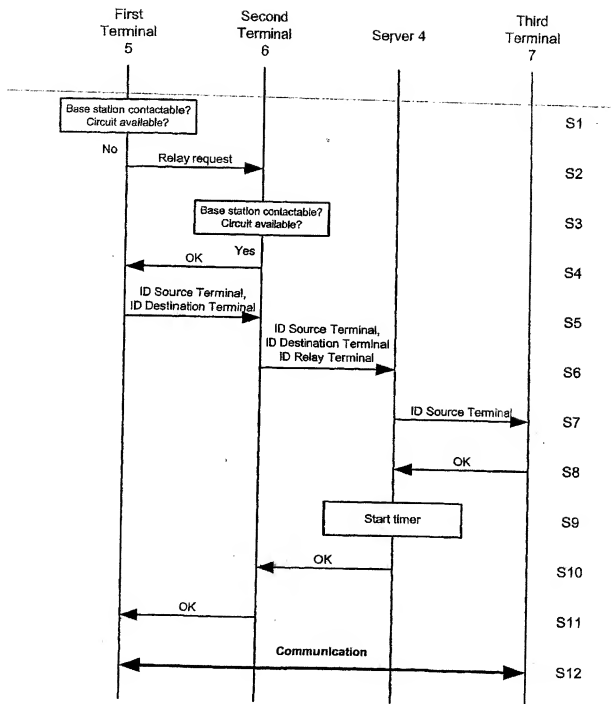 First
Terminal
5
Second
Terminal
6
Server 4
Third
Terminal
7
Base station contactable?
Circuit available?
S1
No
Relay request
S2
Base station contactable?
Circuit available?
S3
Yes
OK
S4
ID Source Terminal,
ID Destination Terminal
S5
ID Source Terminal,
ID Destination Terminal
ID Relay Terminal
S6
ID Source Terminal
S7
OK
S8
Start timer
S9
OK
S10
OK
S11
Communication
S12